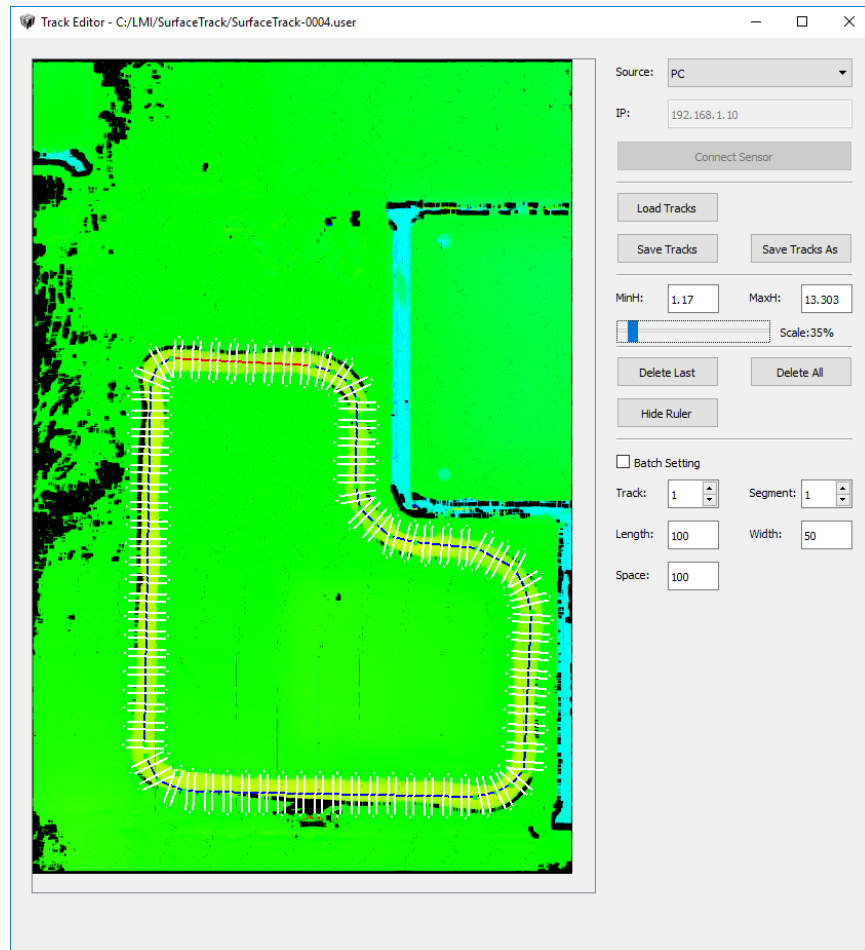 Track Editor - C:/LMI/SurfaceTrack/SurfaceTrack-0004.user
Source: PC
IP: 192.168.1.10
Connect Sensor
Load Tracks
Save Tracks Save Tracks As
MinH: 1.17 MaxH: 13.303
Scale:35%
Delete Last Delete All
Hide Ruler
Batch Setting
Track: 1 Segment: 1
Length: 100 Width: 50
Space: 100